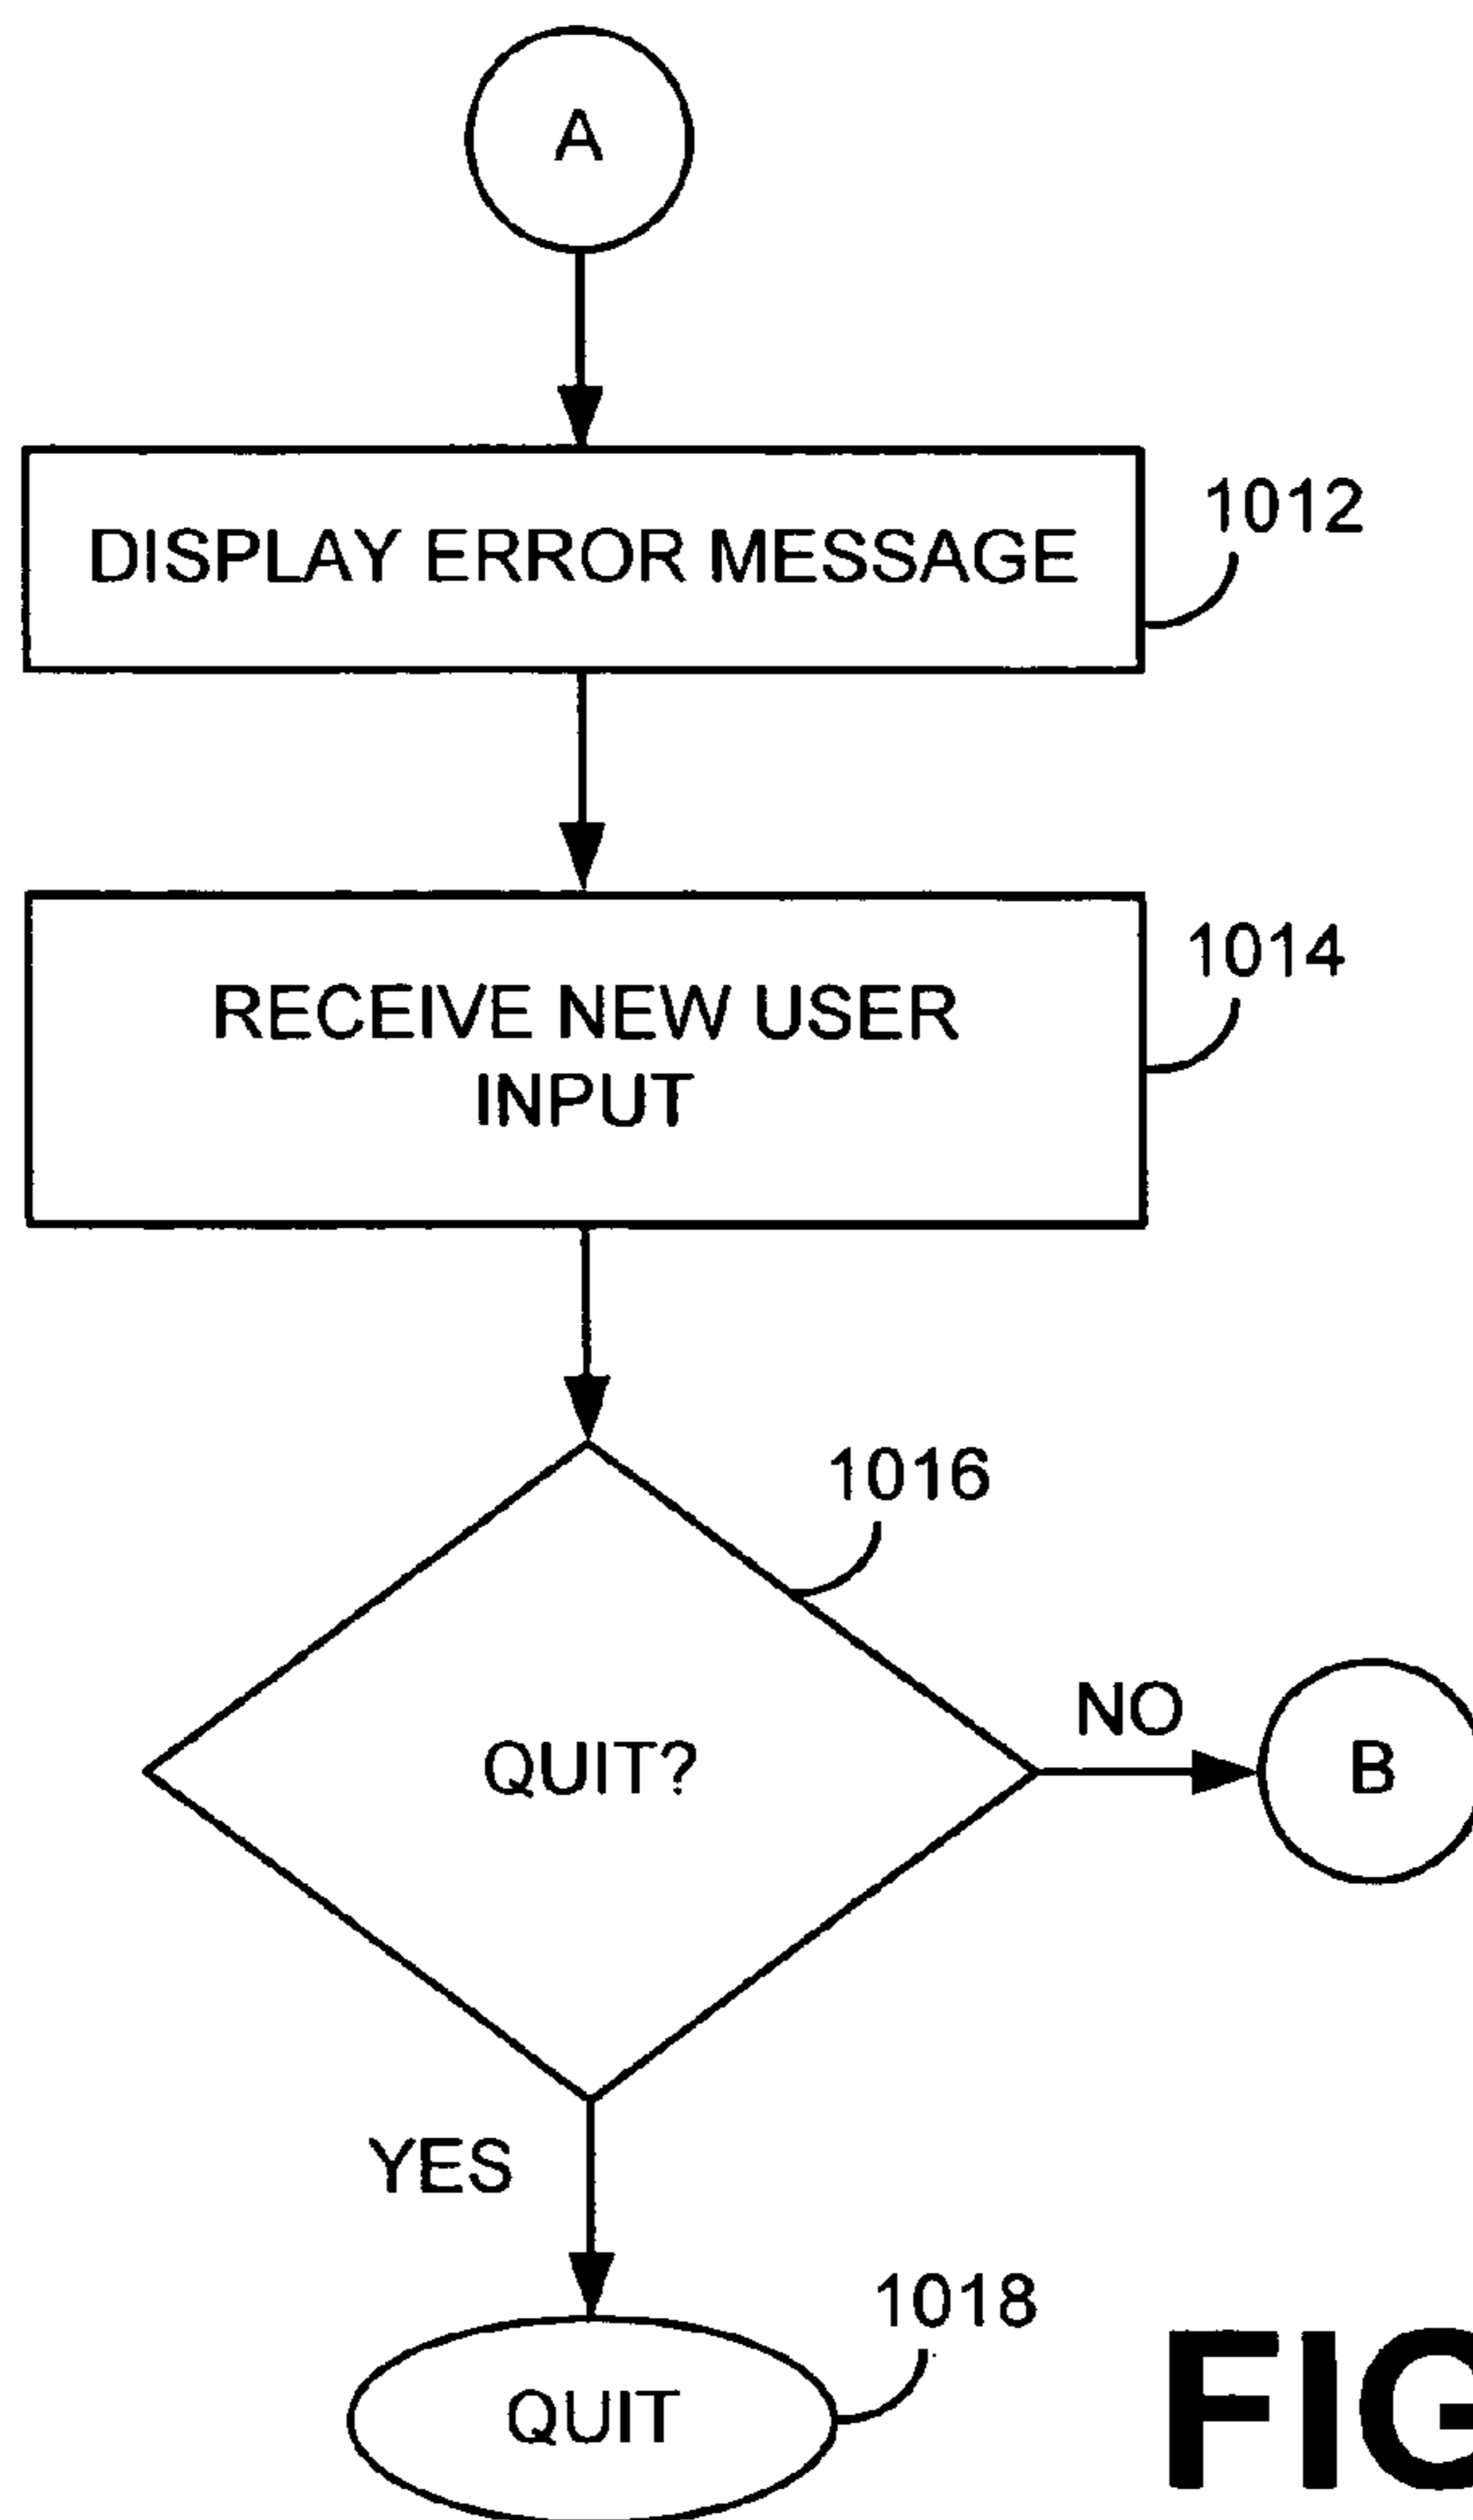 A
DISPLAY ERROR MESSAGE
1012
RECEIVE NEW USER
INPUT
1014
1016
QUIT?
NO
B
YES
1018
QUIT
FIG